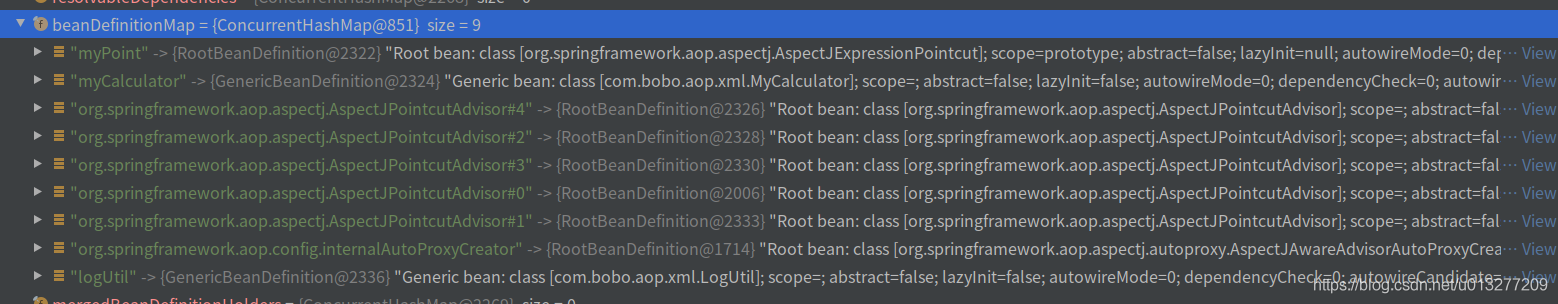 resolvableDependencies = {ConcurrentHashMap@2268} size = 6
beanDefinitionMap = {ConcurrentHashMap@851} size = 9
"myPoint" -> {RootBeanDefinition@2322} "Root bean: class [org.springframework.aop.aspectj.AspectJExpressionPointcut]; scope=prototype; abstract=false; lazyInit=null; autowireMode=0; dep... View
"myCalculator" -> {GenericBeanDefinition@2324} "Generic bean: class [com.bobo.aop.xml.MyCalculator]; scope=; abstract=false; lazyInit=false; autowireMode=0; dependencyCheck=0; autowir... View
"org.springframework.aop.aspectj.AspectJPointcutAdvisor#4" -> {RootBeanDefinition@2326} "Root bean: class [org.springframework.aop.aspectj.AspectJPointcutAdvisor]; scope=; abstract=fal... View
"org.springframework.aop.aspectj.AspectJPointcutAdvisor#2" -> {RootBeanDefinition@2328} "Root bean: class [org.springframework.aop.aspectj.AspectJPointcutAdvisor]; scope=; abstract=fal... View
"org.springframework.aop.aspectj.AspectJPointcutAdvisor#3" -> {RootBeanDefinition@2330} "Root bean: class [org.springframework.aop.aspectj.AspectJPointcutAdvisor]; scope=; abstract=fal... View
"org.springframework.aop.aspectj.AspectJPointcutAdvisor#0" -> {RootBeanDefinition@2006} "Root bean: class [org.springframework.aop.aspectj.AspectJPointcutAdvisor]; scope=; abstract=fal... View
"org.springframework.aop.aspectj.AspectJPointcutAdvisor#1" -> {RootBeanDefinition@2333} "Root bean: class [org.springframework.aop.aspectj.AspectJPointcutAdvisor]; scope=; abstract=fal... View
"org.springframework.aop.config.internalAutoProxyCreator" -> {RootBeanDefinition@1714} "Root bean: class [org.springframework.aop.aspectj.autoproxy.AspectJAwareAdvisorAutoProxyCrea... View
"logUtil" -> {GenericBeanDefinition@2336} "Generic bean: class [com.bobo.aop.xml.LogUtil]; scope=; abstract=false; lazyInit=false; autowireMode=0; dependencyCheck=0; autowireCandidate=... View
https://blog.csdn.net/u013277209
mergedBeanDefinitionHolders = {ConcurrentHashMap@2269} size = 0